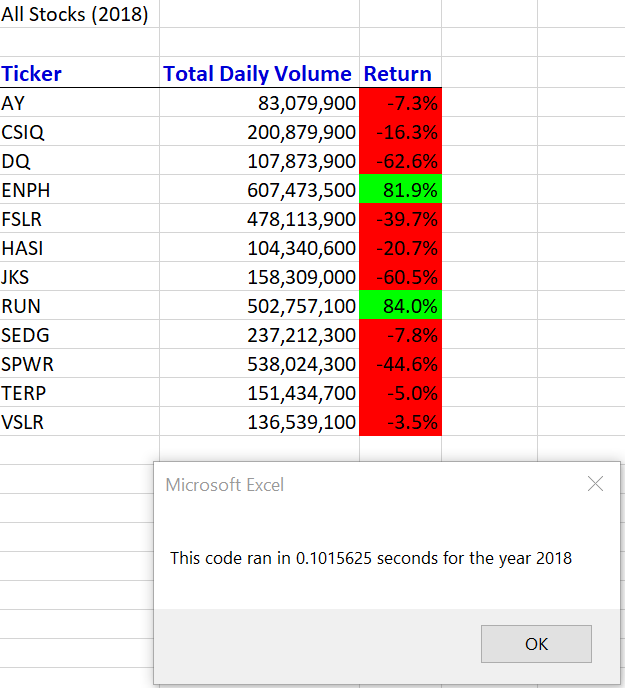 All Stocks (2018)
Ticker Total Daily Volume Return
AY 83,079,900 -7.3%
CSIQ 200,879,900 -16.3%
DQ 107,873,900 -62.6%
ENPH 607,473,500 81.9%
FSLR 478,113,900 -39.7%
HASI 104,340,600 -20.7%
JKS 158,309,000 -60.5%
RUN 502,757,100 84.0%
SEDG 237,212,300 -7.8%
SPWR 538,024,300 -44.6%
TERP 151,434,700 -5.0%
VSLR 136,539,100 -3.5%
Microsoft Excel
This code ran in 0.1015625 seconds for the year 2018
OK